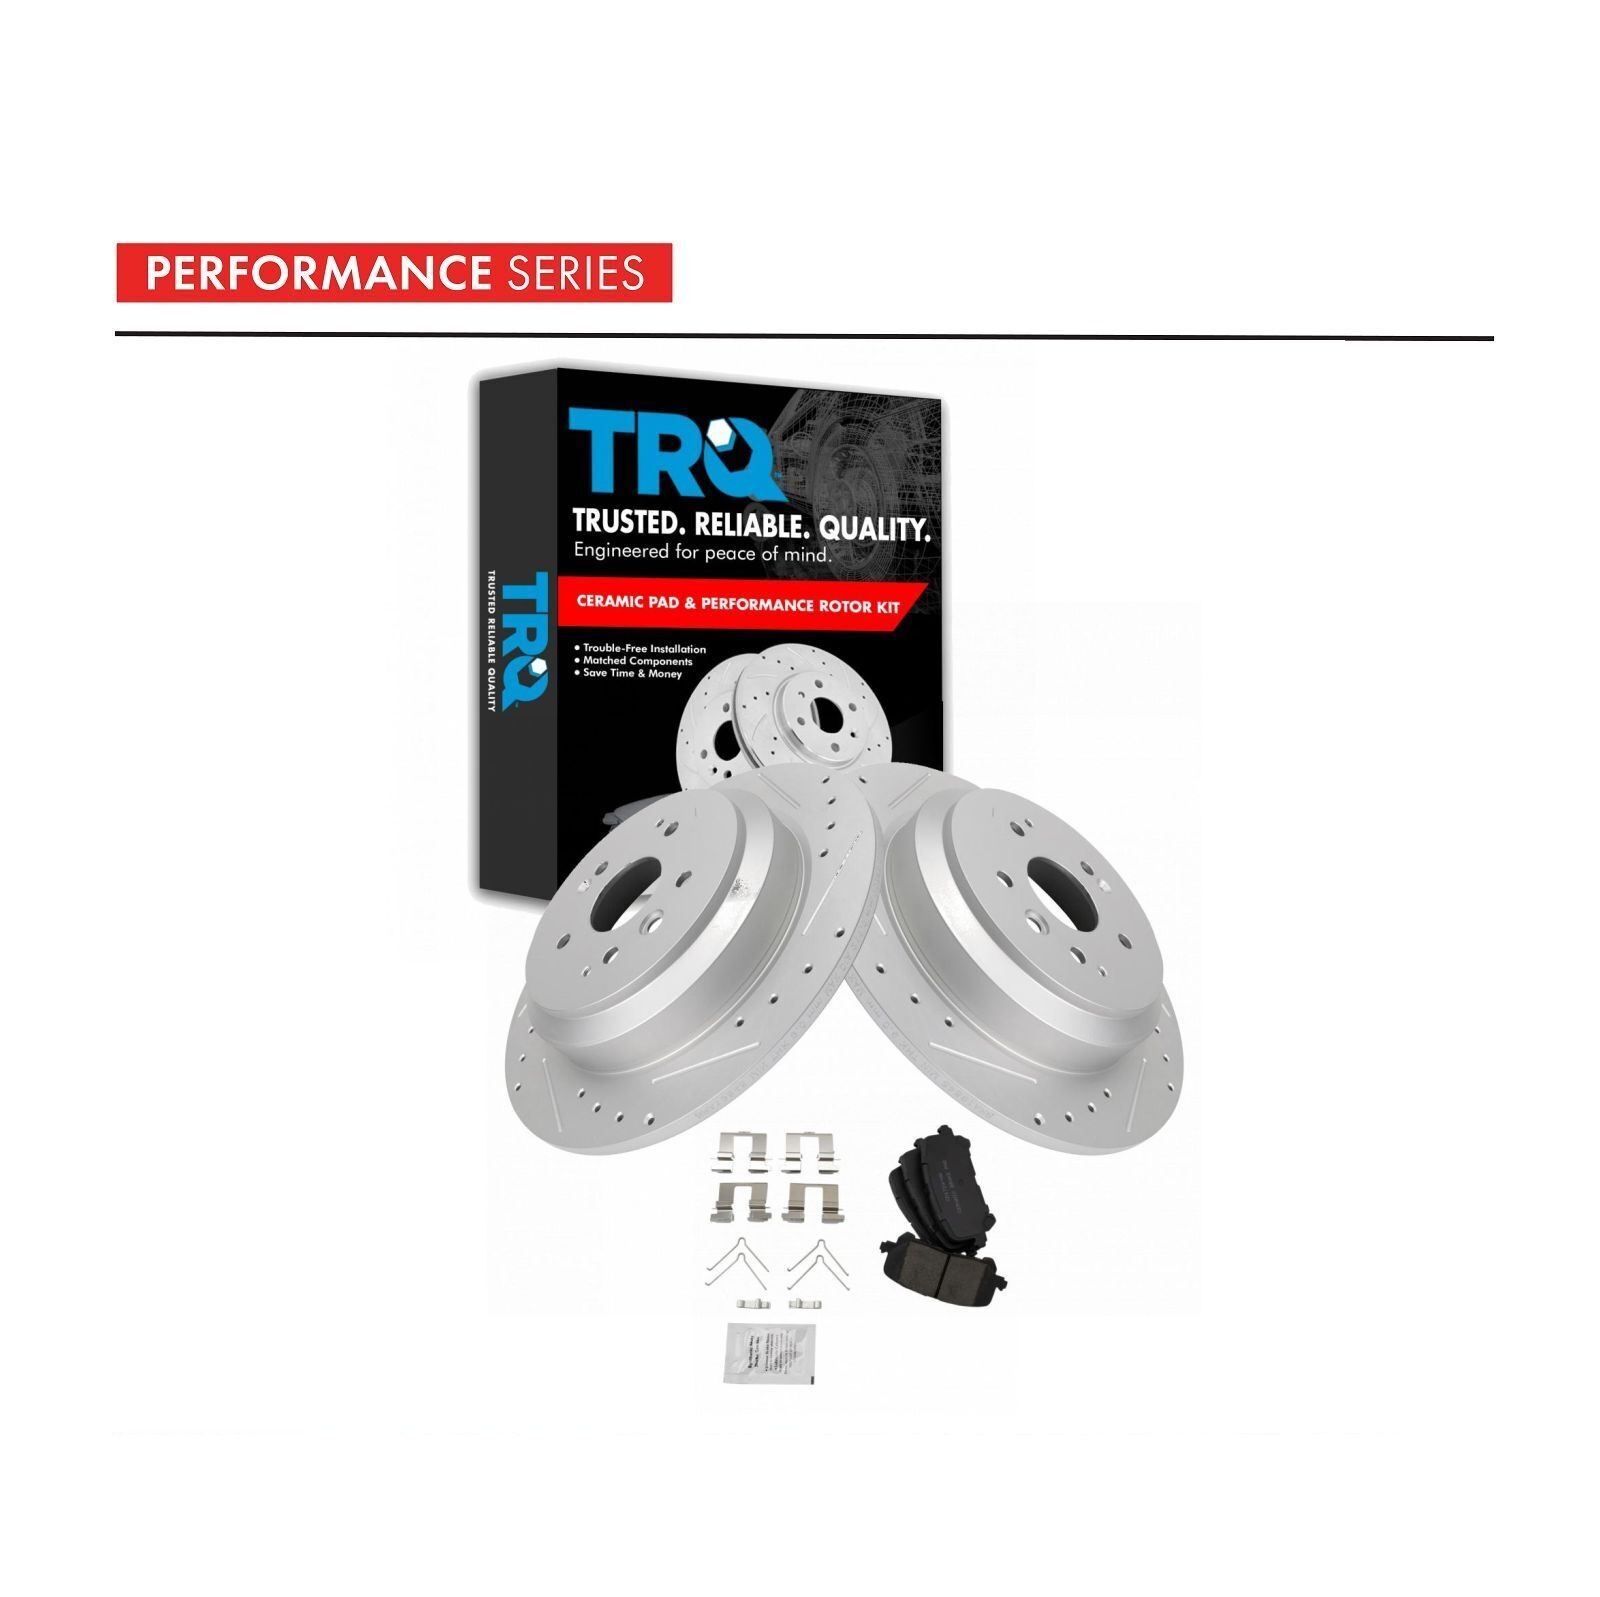 PERFORMANCE SERIES
TRQ
TRUSTED. RELIABLE. QUALITY.
Engineered for peace of mind.
CERAMIC PAD & PERFORMANCE ROTOR KIT
• Trouble-Free Installation
• Matched Components
• Save Time & Money
TRQ
TRUSTED RELIABLE QUALITY